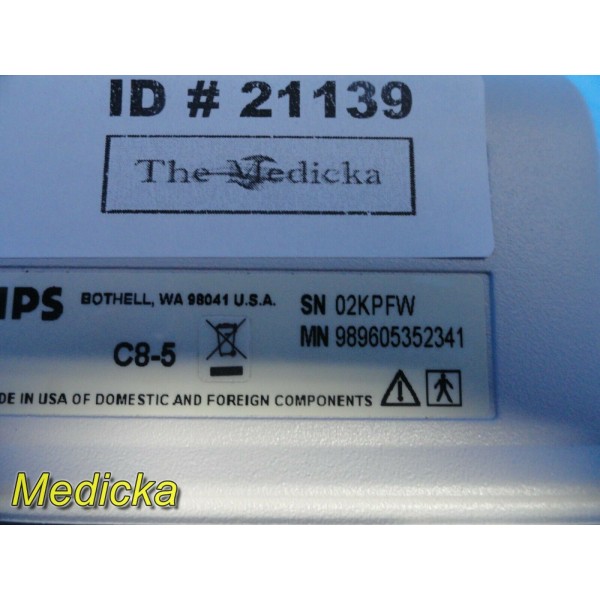 ID # 21139
The Medicka
IPS BOTHELL, WA 98041 U.S.A. SN 02KPFW
C8-5 MN 989605352341
DE IN USA OF DOMESTIC AND FOREIGN COMPONENTS
Medicka